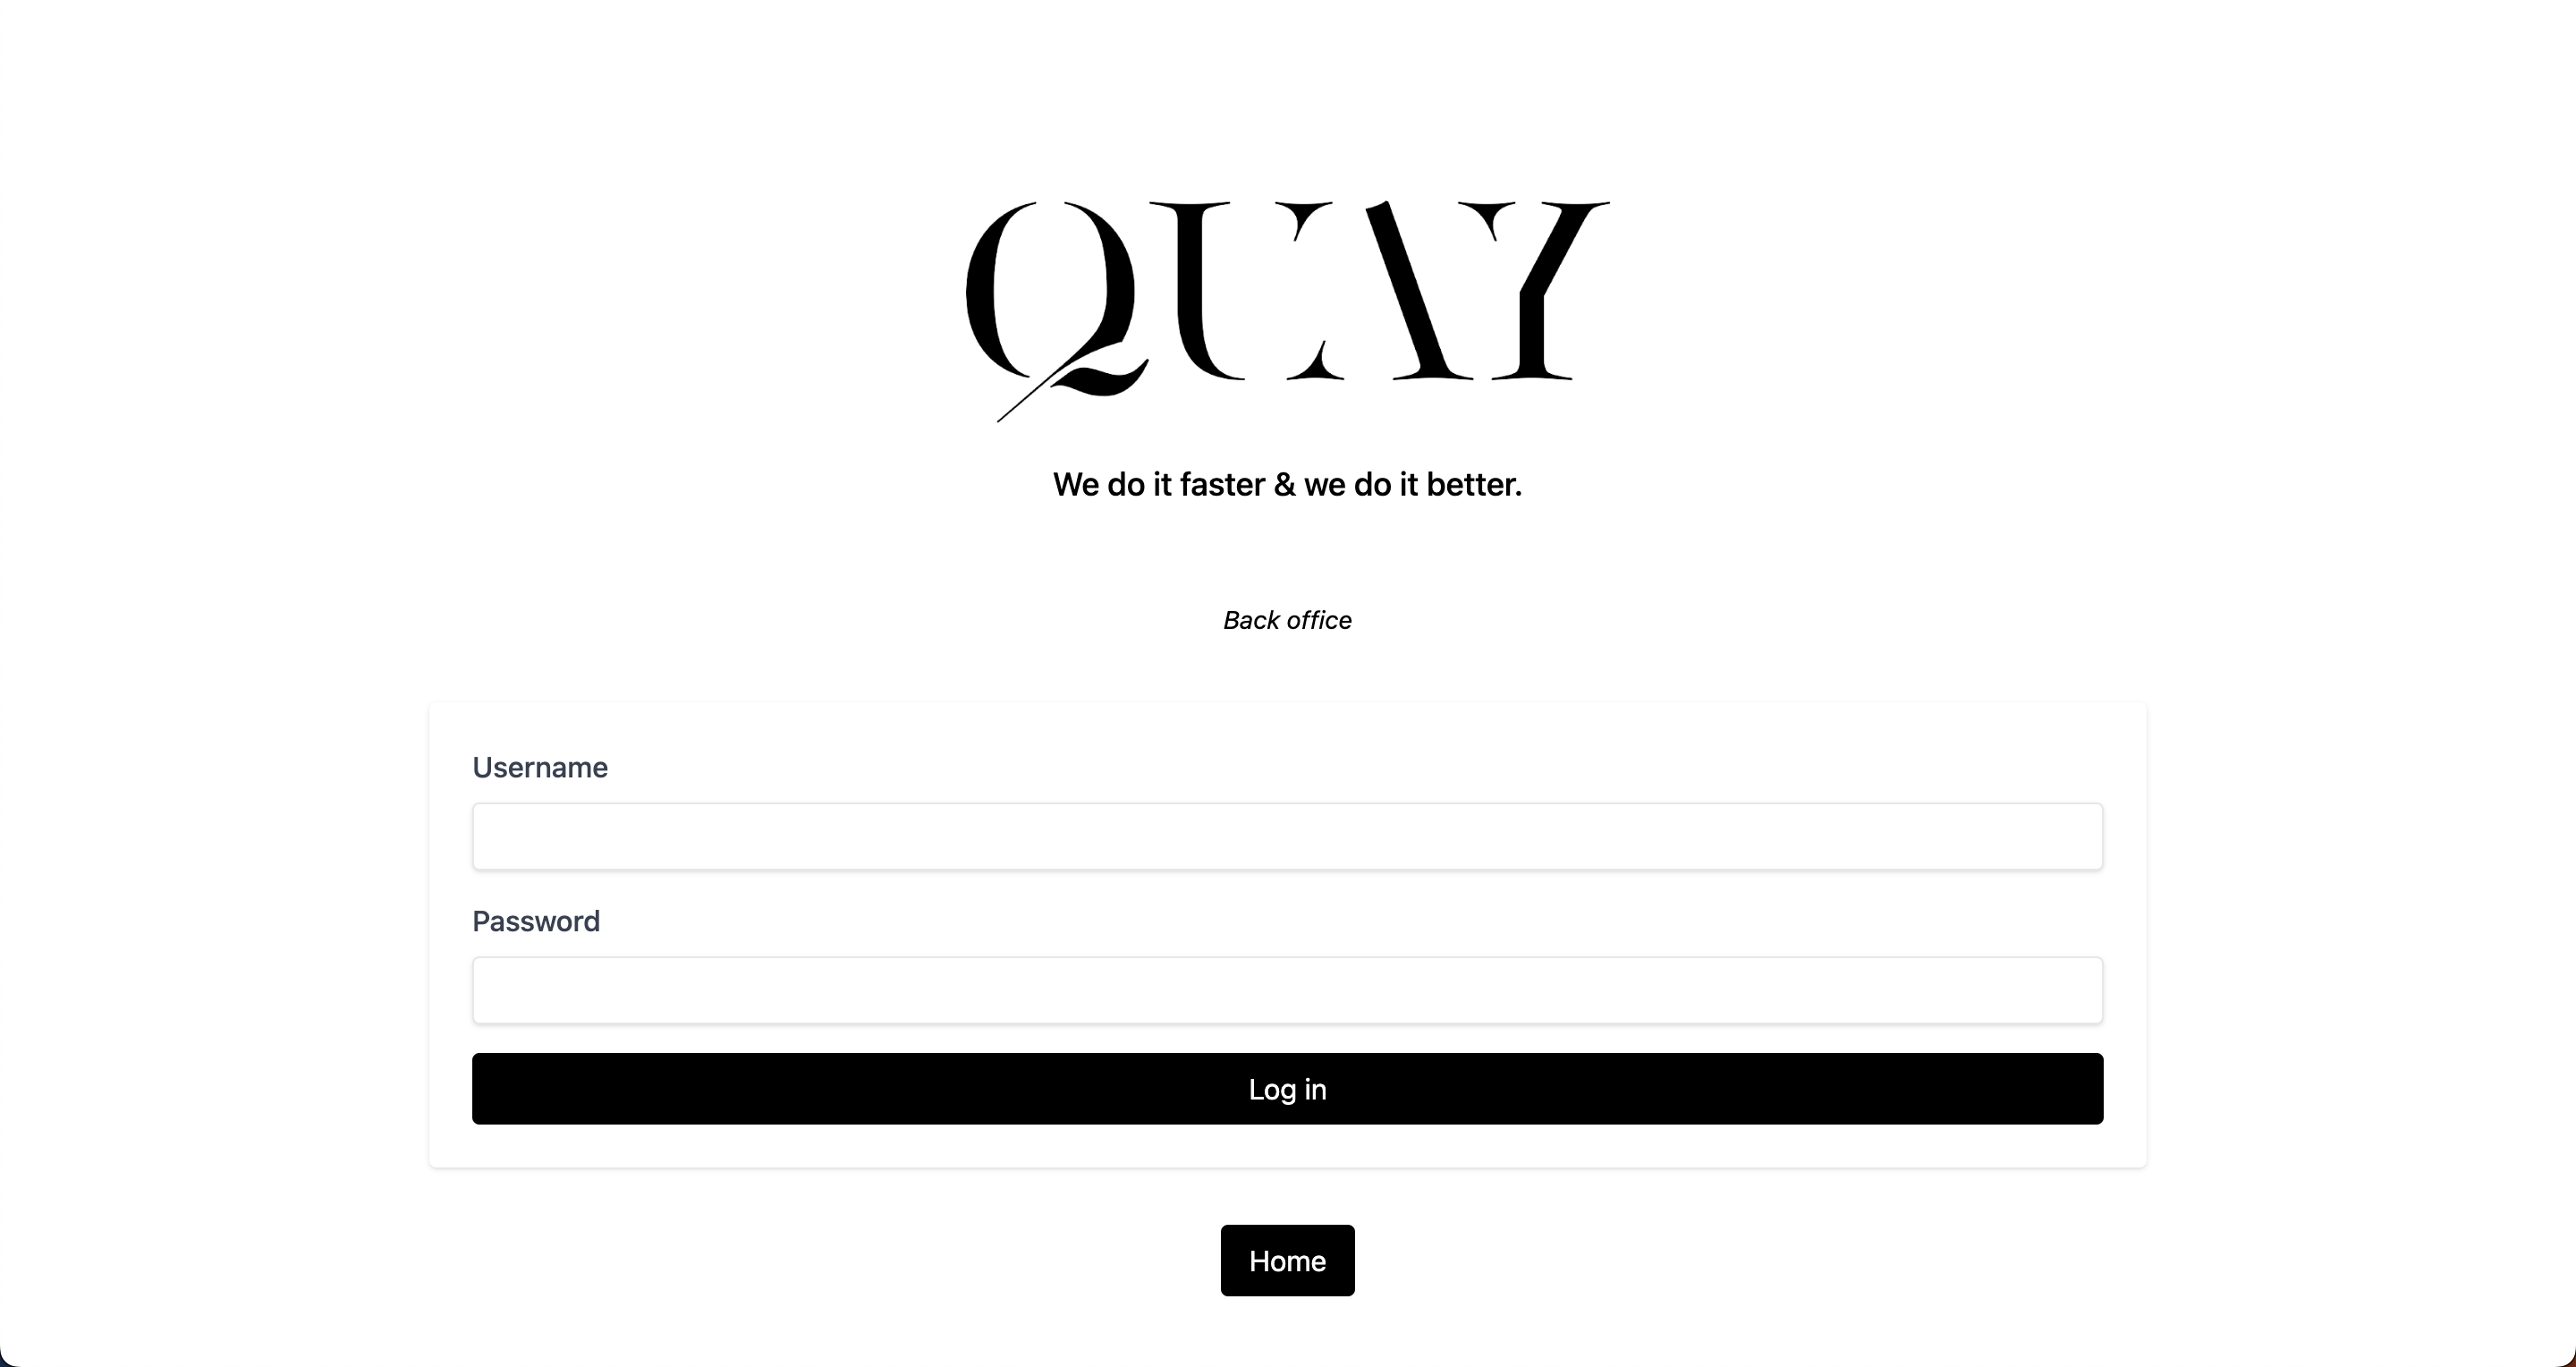 QUAY
We do it faster & we do it better.
Back office
Username
Password
Log in
Home